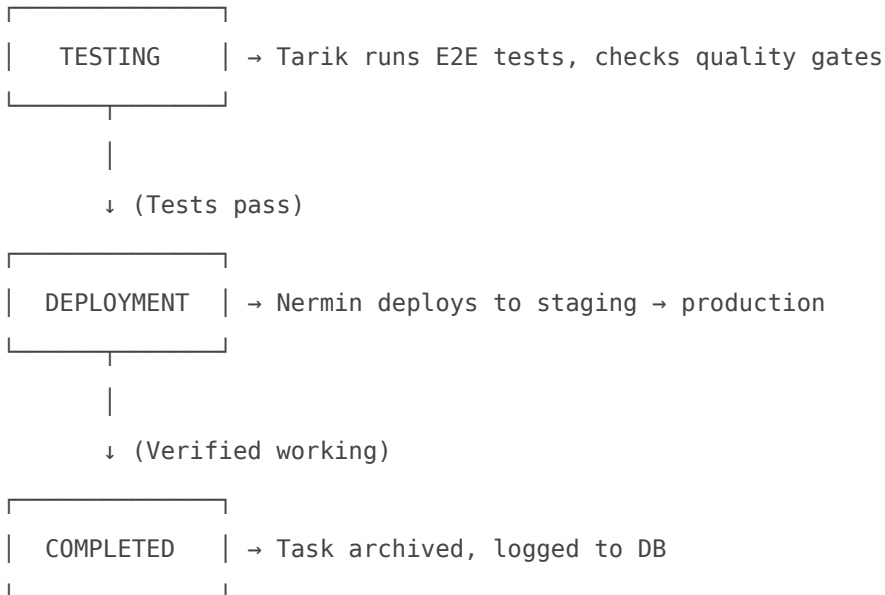 TESTING → Tarik runs E2E tests, checks quality gates
↓ (Tests pass)
DEPLOYMENT → Nermin deploys to staging → production
↓ (Verified working)
COMPLETED → Task archived, logged to DB